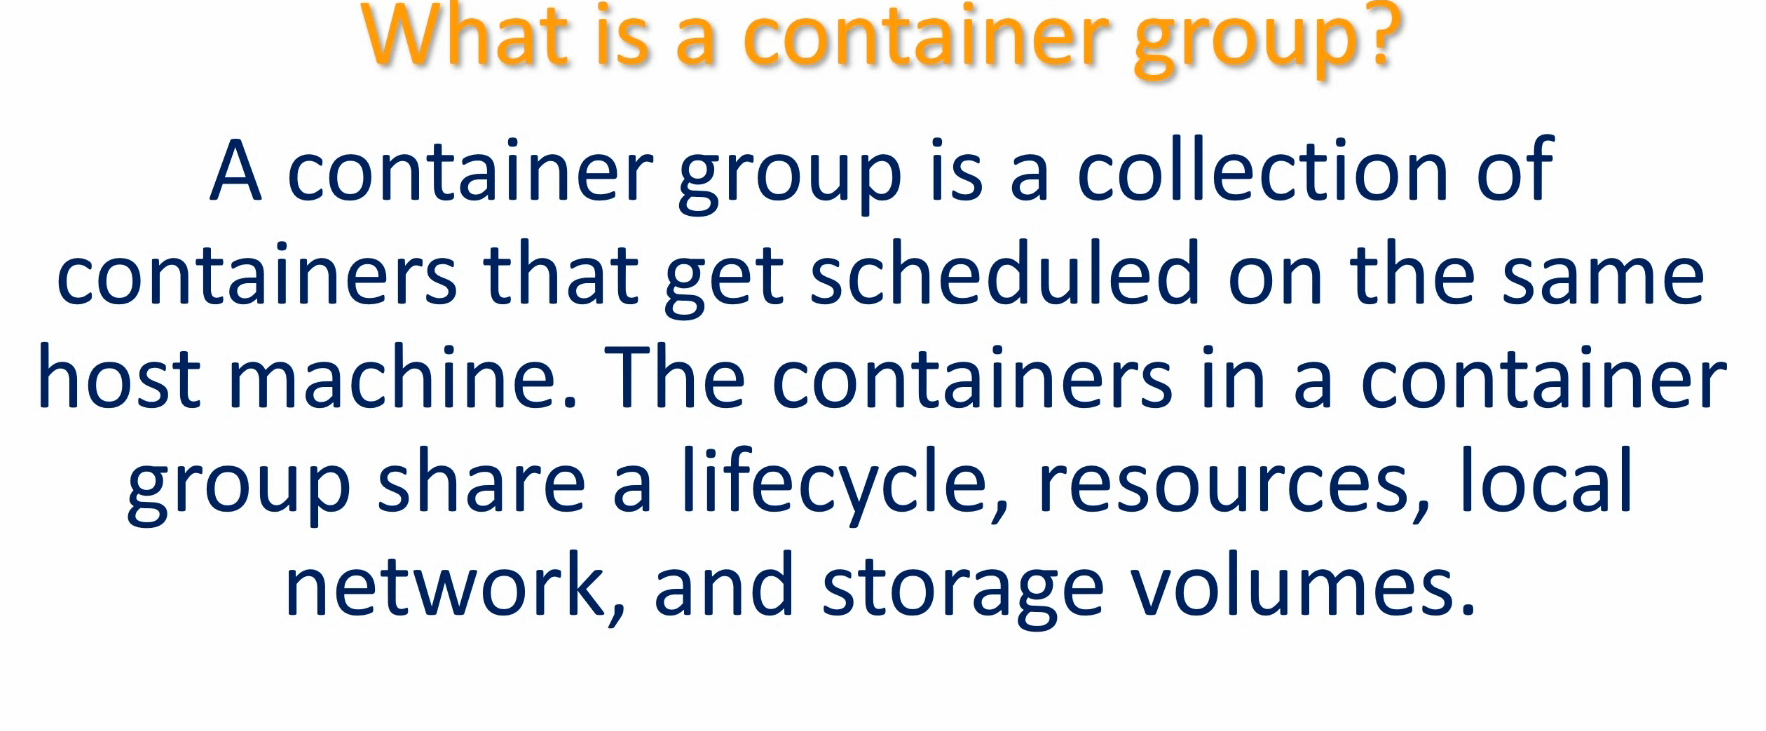 What is a container group?
A container group is a collection of
containers that get scheduled on the same
host machine. The containers in a container
group share a lifecycle, resources, local
network, and storage volumes.